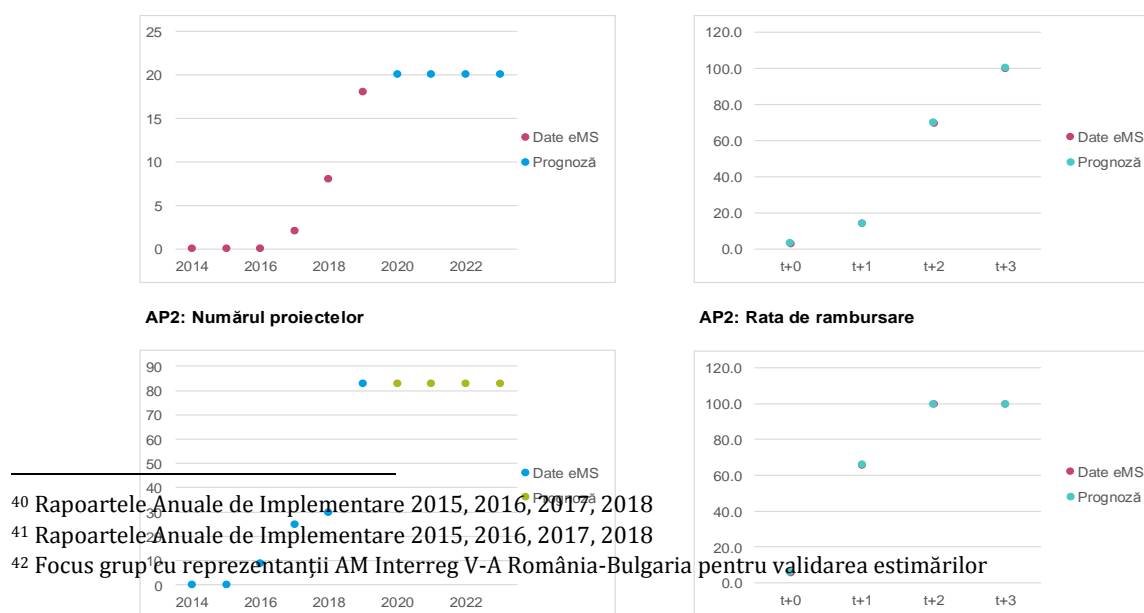 25
20
15
10
5
0
2014 2016 2018 2020 2022
Date eMS
Prognoză
120.0
100.0
80.0
60.0
40.0
20.0
0.0
t+0 t+1 t+2 t+3
Date eMS
Prognoză
AP2: Numărul proiectelor
AP2: Rata de rambursare
90
80
70
60
50
40
30
20
10
0
2014 2016 2018 2020 2022
Date eMS
Prognoză
120.0
100.0
80.0
60.0
40.0
20.0
0.0
t+0 t+1 t+2 t+3
Date eMS
Prognoză
40 Rapoartele Anuale de Implementare 2015, 2016, 2017, 2018
41 Rapoartele Anuale de Implementare 2015, 2016, 2017, 2018
42 Focus grup cu reprezentanții AM Interreg V-A România-Bulgaria pentru validarea estimărilor